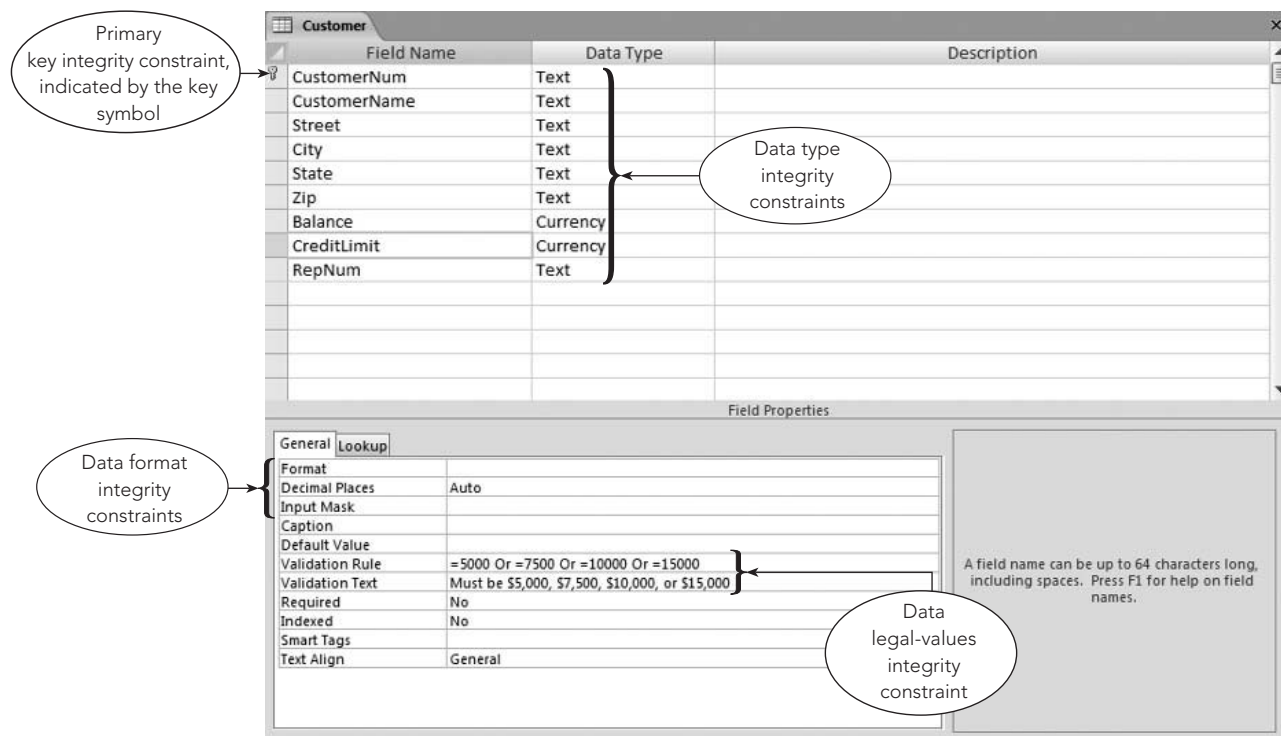 Primary
key integrity constraint,
indicated by the key
symbol
Customer
Field Name Data Type Description
CustomerNum Text
CustomerName Text
Street Text
City Text
State Text
Zip Text
Balance Currency
CreditLimit Currency
RepNum Text
Data type
integrity
constraints
Field Properties
General Lookup
Data format
integrity
constraints
Format
Decimal Places Auto
Input Mask
Caption
Default Value
Validation Rule =5000 Or =7500 Or =10000 Or =15000
Validation Text Must be $5,000, $7,500, $10,000, or $15,000
Required No
Indexed No
Smart Tags
Text Align General
Data
legal-values
integrity
constraint
A field name can be up to 64 characters long,
including spaces. Press F1 for help on field
names.